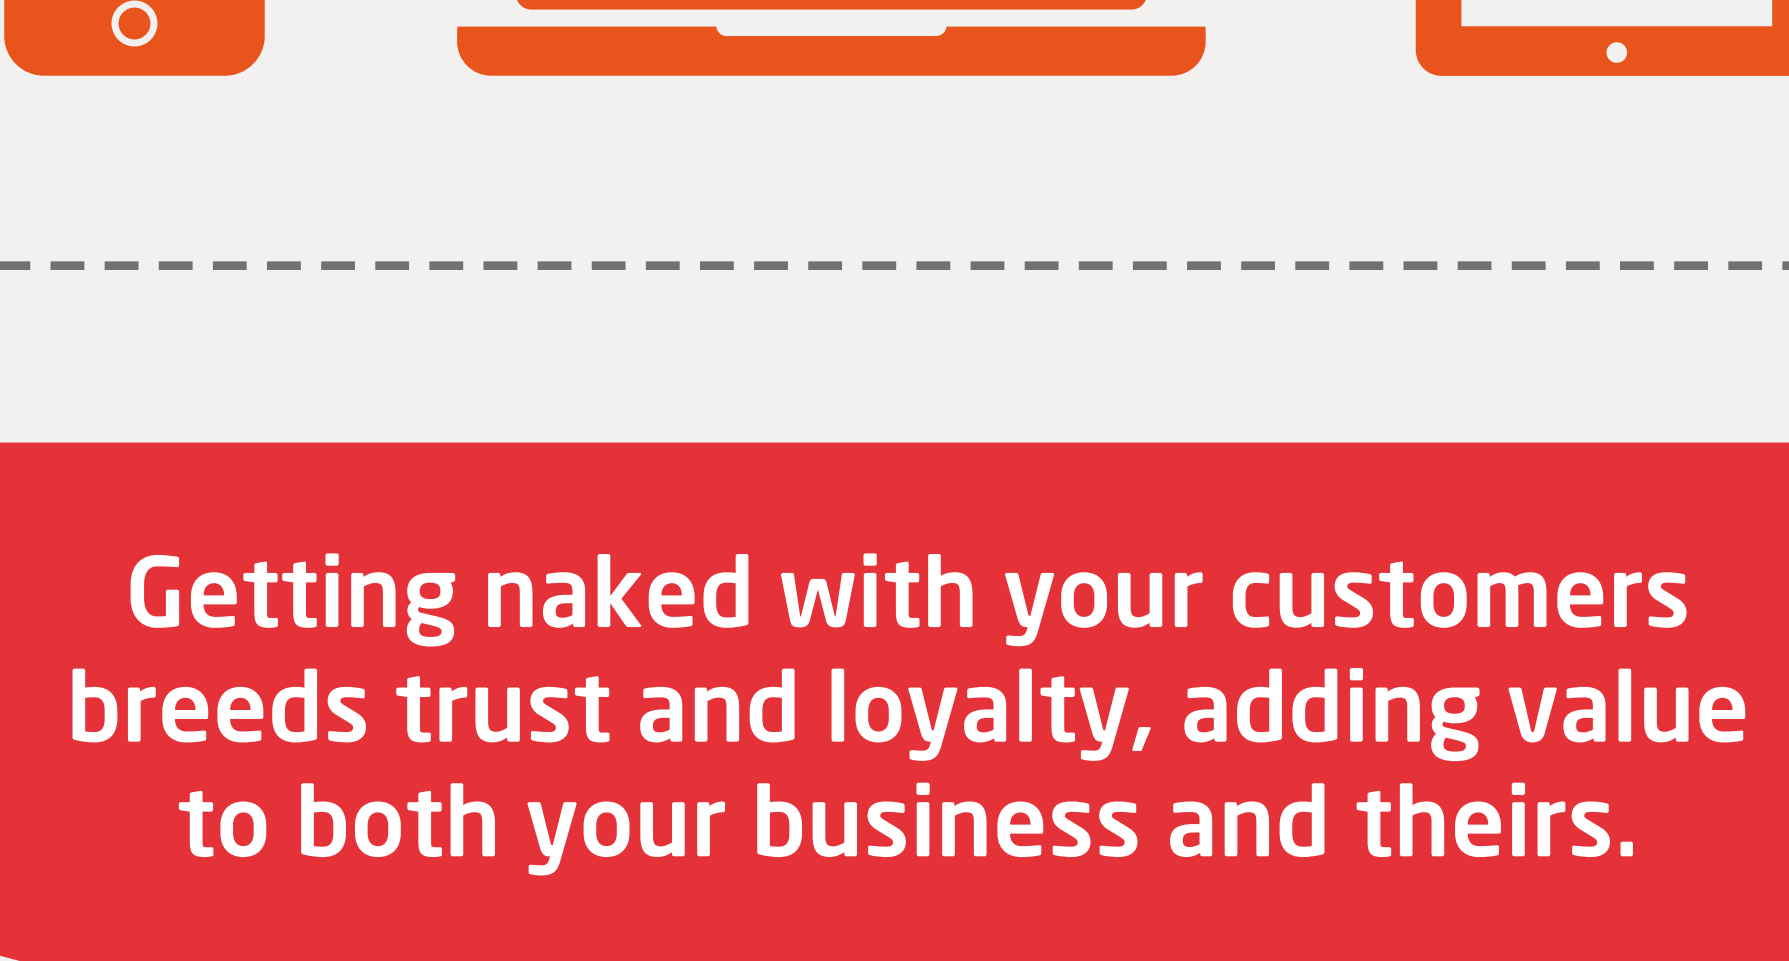 Getting naked with your customers
breeds trust and loyalty, adding value
to both your business and theirs.